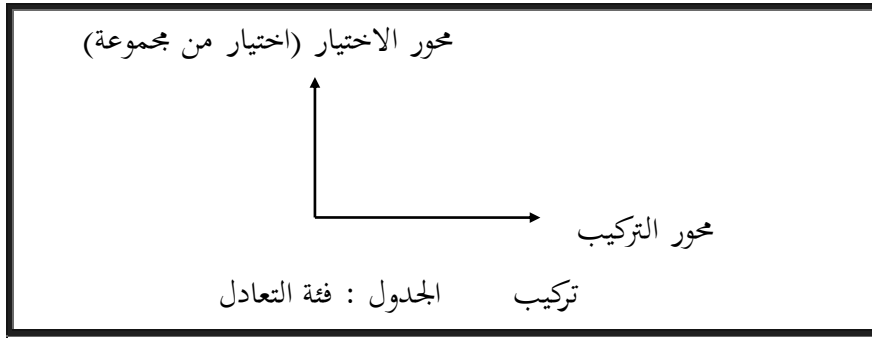 محور الاختيار (اختيار من مجموعة)
محور التركيب
تركيب الجدول : فئة التعادل